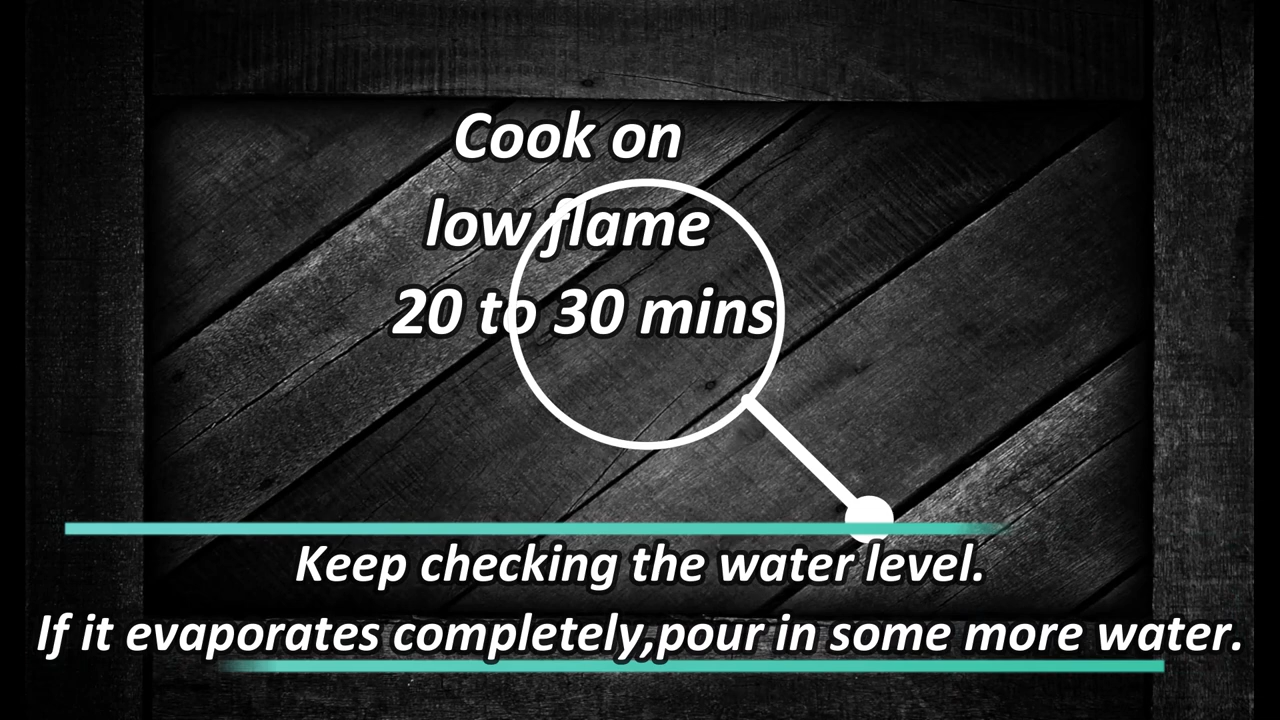 Cook on
low flame
20 to 30 mins
Keep checking the water level.
If it evaporates completely,pour in some more water.